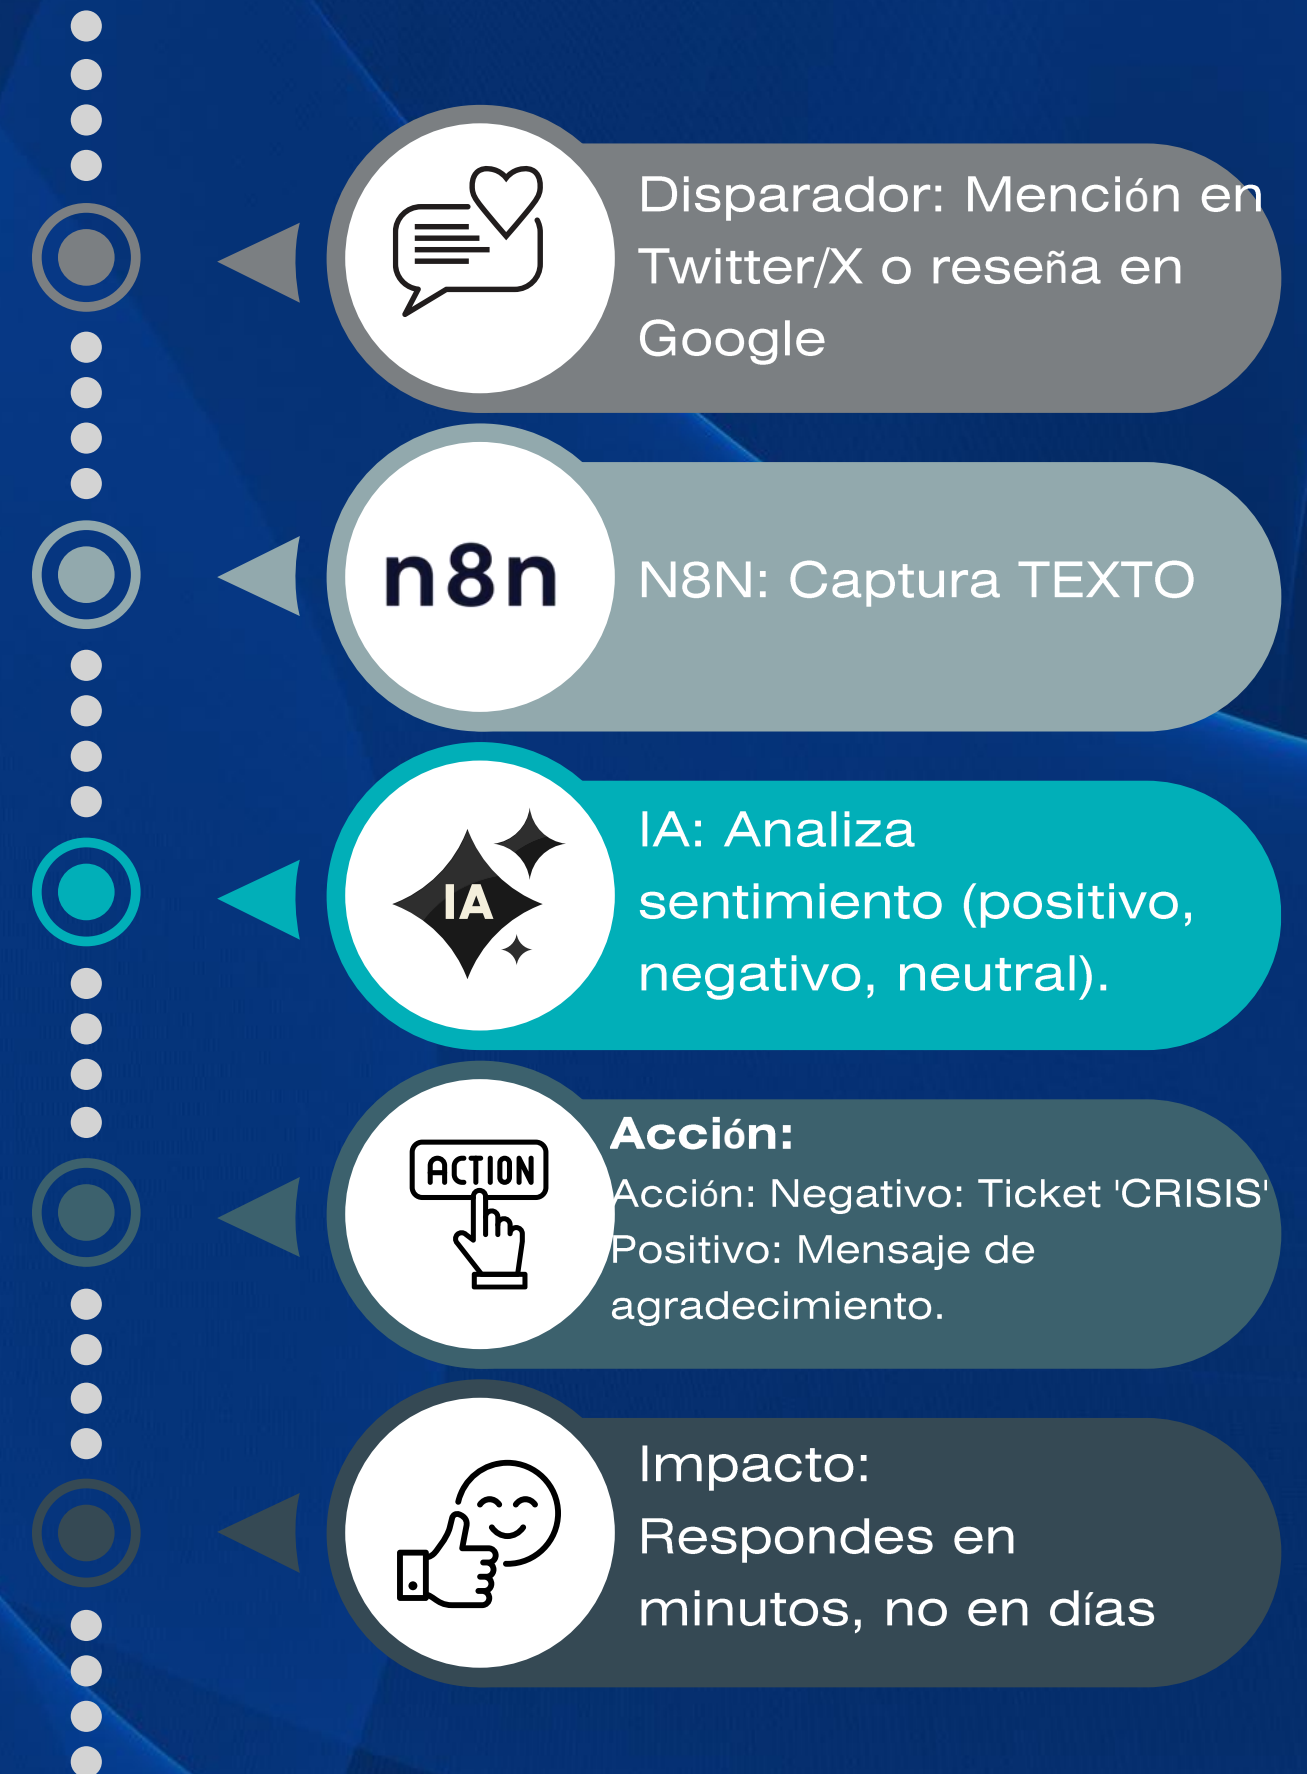 Disparador: Mención en
Twitter/X o reseña en
Google
n8n
N8N: Captura TEXTO
IA
IA: Analiza
sentimiento (positivo,
negativo, neutral).
ACTION
Acción:
Acción: Negativo: Ticket 'CRISIS'
Positivo: Mensaje de
agradecimiento.
Impacto:
Respondes en
minutos, no en días